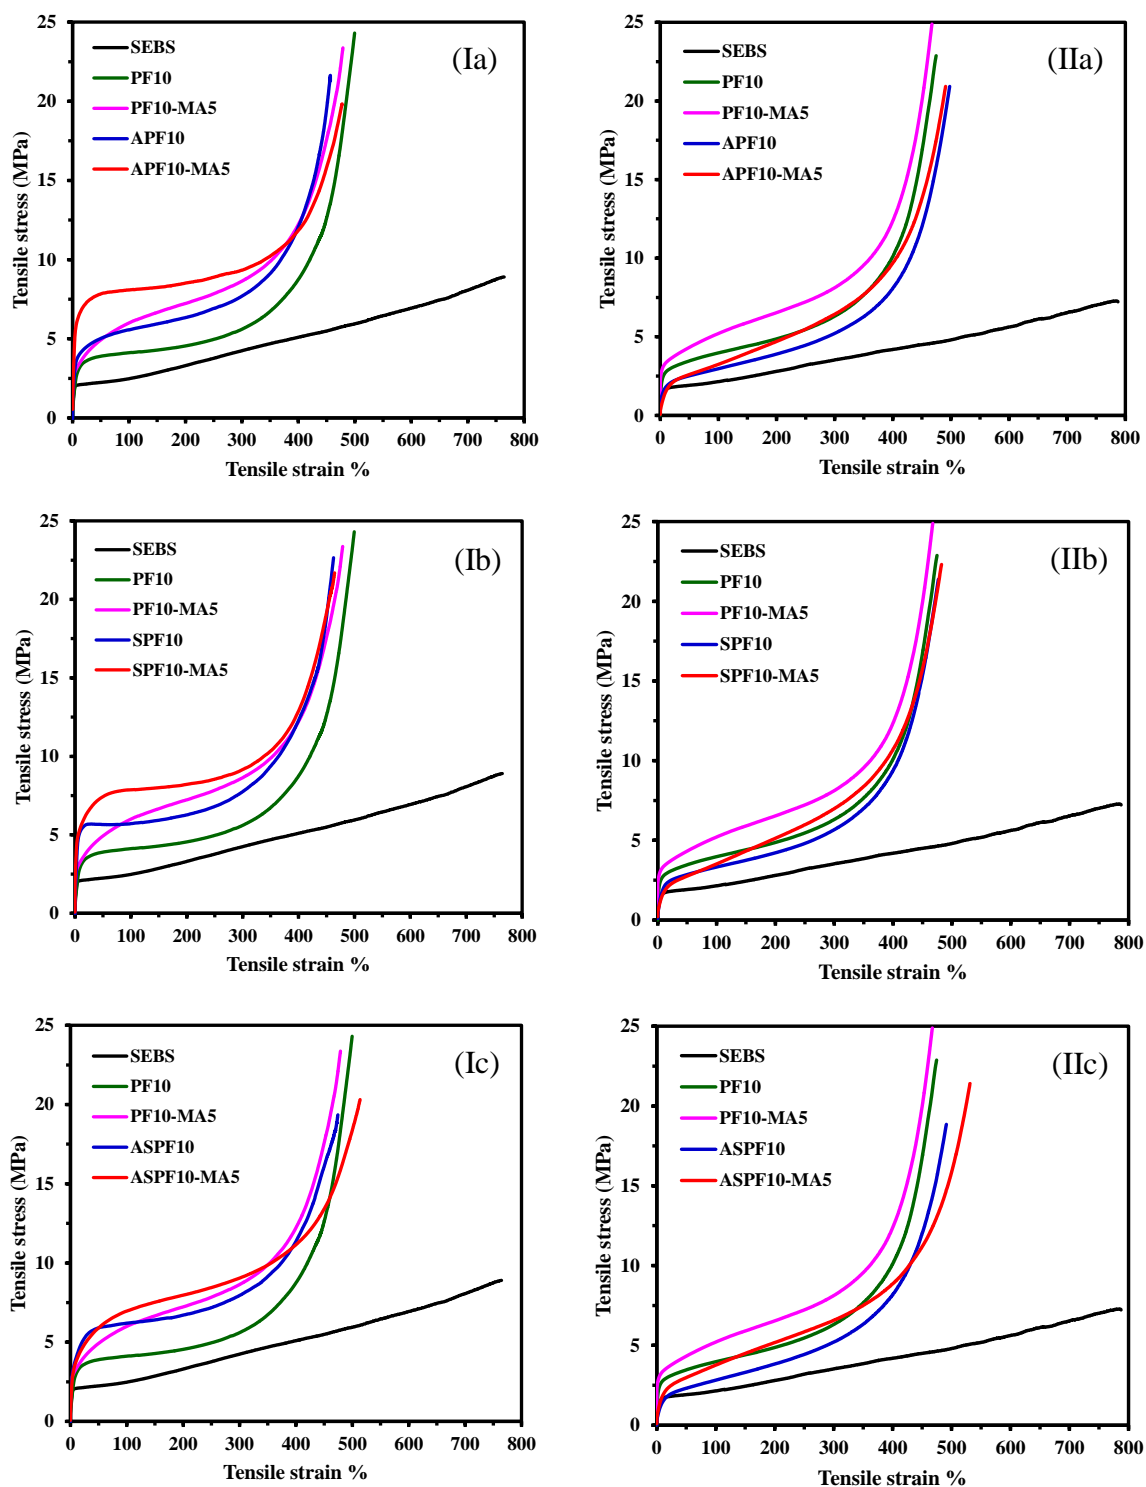 (Ia)
25
20
15
10
5
0
Tensile stress (MPa)
SEBS
PF10
PF10-MA5
APF10
APF10-MA5
0 100 200 300 400 500 600 700 800
Tensile strain %
(IIa)
25
20
15
10
5
0
Tensile stress (MPa)
SEBS
PF10
PF10-MA5
APF10
APF10-MA5
0 100 200 300 400 500 600 700 800
Tensile strain %
(Ib)
25
20
15
10
5
0
Tensile stress (MPa)
SEBS
PF10
PF10-MA5
SPF10
SPF10-MA5
0 100 200 300 400 500 600 700 800
Tensile strain %
(IIb)
25
20
15
10
5
0
Tensile stress (MPa)
SEBS
PF10
PF10-MA5
SPF10
SPF10-MA5
0 100 200 300 400 500 600 700 800
Tensile strain %
(Ic)
25
20
15
10
5
0
Tensile stress (MPa)
SEBS
PF10
PF10-MA5
ASPF10
ASPF10-MA5
0 100 200 300 400 500 600 700 800
Tensile strain %
(IIc)
25
20
15
10
5
0
Tensile stress (MPa)
SEBS
PF10
PF10-MA5
ASPF10
ASPF10-MA5
0 100 200 300 400 500 600 700 800
Tensile strain %